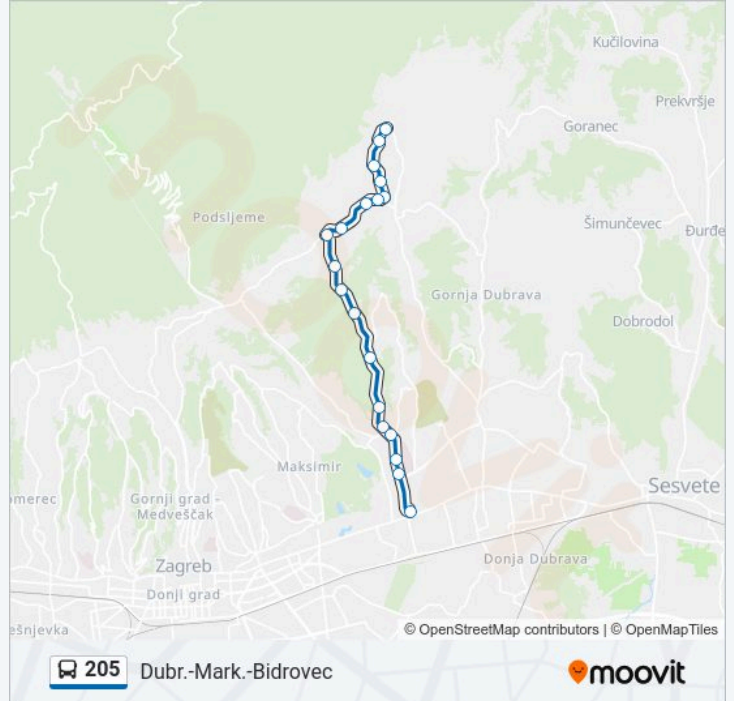 Kučilovina
Prekvršje
Goranec
Podsljeme
Šimunčevec
Đurđe
Gornja Dubrava
Dobrodol
Maksimir
Sesvete
omerec
Gornji grad -
Medveščak
Zagreb
Donja Dubrava
Donji grad
ešnjevka
© OpenStreetMap contributors | © OpenMapTiles
205 Dubr.-Mark.-Bidrovec
moovit